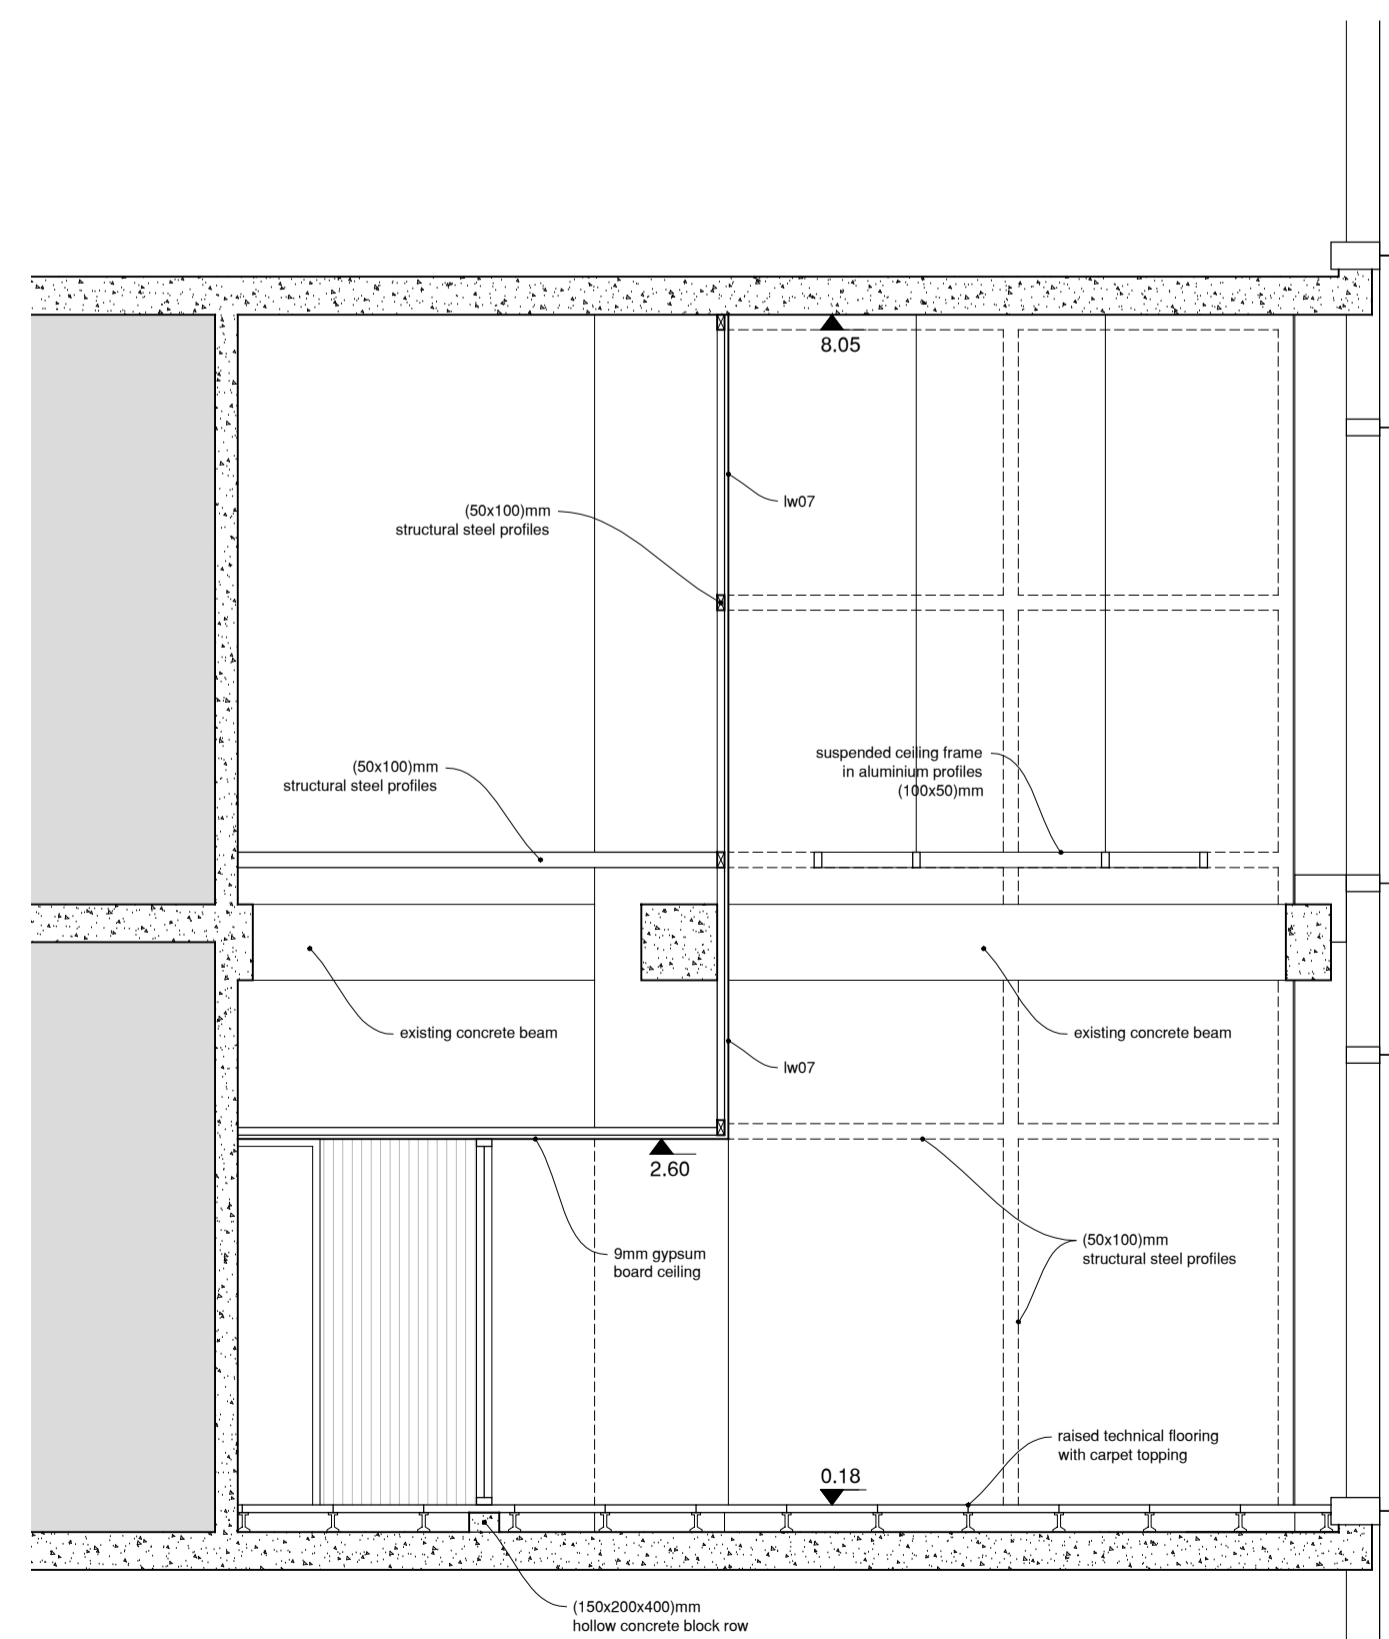 8.05
lw07
(50x100)mm
structural steel profiles
suspended ceiling frame
in aluminium profiles
(100x50)mm
(50x100)mm
structural steel profiles
existing concrete beam
existing concrete beam
lw07
2.60
9mm gypsum
board ceiling
(50x100)mm
structural steel profiles
raised technical flooring
with carpet topping
0.18
(150x200x400)mm
hollow concrete block row